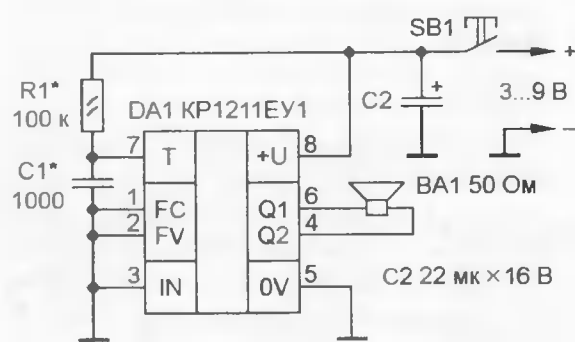 SB1
+
R1*
100 к
DA1 КР1211ЕУ1
C2
+
3...9 В
–
7
T
+U
8
C1*
1000
1
FC
Q1
6
BA1 50 Ом
2
FV
Q2
4
3
IN
0V
5
C2 22 мк × 16 В